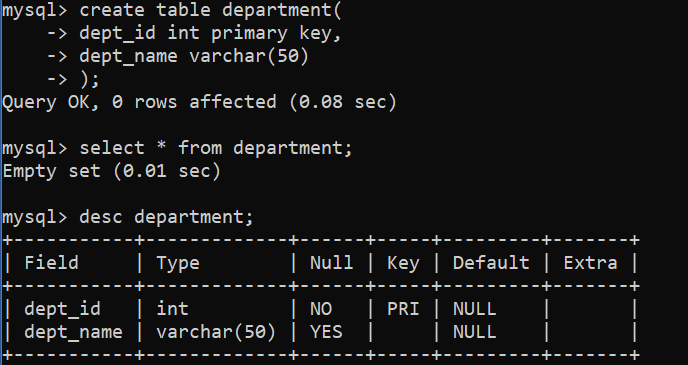 mysql> create table department(
    -> dept_id int primary key,
    -> dept_name varchar(50)
    -> );
Query OK, 0 rows affected (0.08 sec)

mysql> select * from department;
Empty set (0.01 sec)

mysql> desc department;
+-----------+-------------+------+-----+---------+-------+
| Field     | Type        | Null | Key | Default | Extra |
+-----------+-------------+------+-----+---------+-------+
| dept_id   | int         | NO   | PRI | NULL    |       |
| dept_name | varchar(50) | YES  |     | NULL    |       |
+-----------+-------------+------+-----+---------+-------+